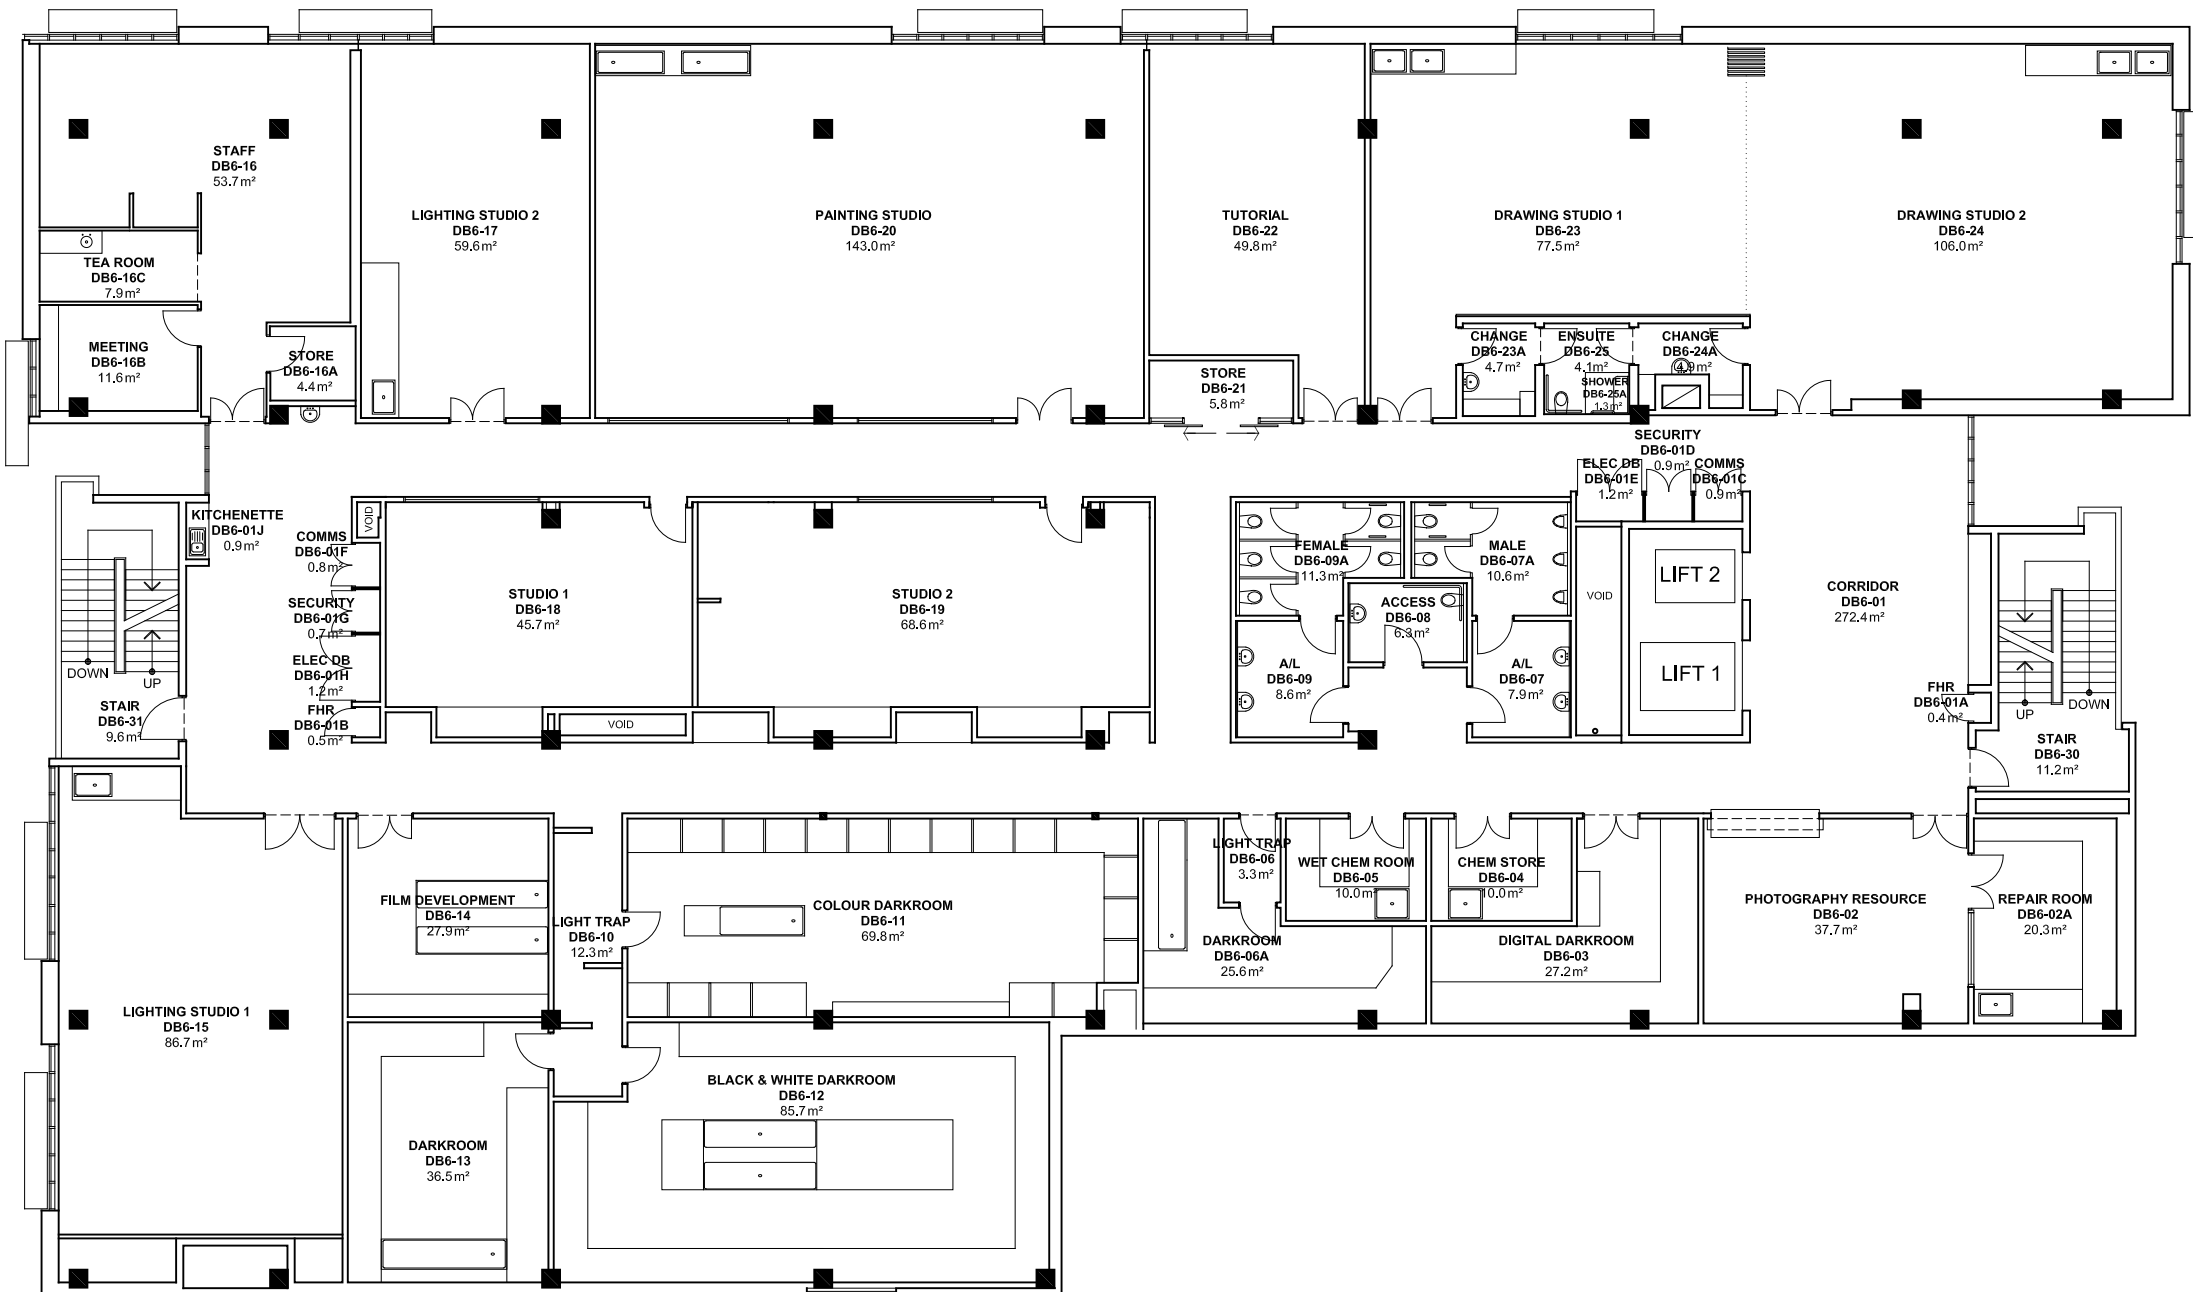 STAFF
DB6-16
53.7m²
LIGHTING STUDIO 2
DB6-17
59.6m²
PAINTING STUDIO
DB6-20
143.0m²
TUTORIAL
DB6-22
49.8m²
DRAWING STUDIO 1
DB6-23
77.5m²
DRAWING STUDIO 2
DB6-24
106.0m²
TEA ROOM
DB6-16C
7.9m²
MEETING
DB6-16B
11.6m²
STORE
DB6-16A
4.4m²
STORE
DB6-21
5.8m²
CHANGE
DB6-23A
4.7m²
ENSUITE
DB6-25
4.1m²
SHOWER
DB6-25A
1.3m²
CHANGE
DB6-24A
4.9m²
SECURITY
DB6-01D
0.9m²
ELEC DB
DB6-01E
1.2m²
COMMS
DB6-01C
0.9m²
KITCHENETTE
DB6-01J
0.9m²
COMMS
DB6-01F
0.8m²
VOID
SECURITY
DB6-01G
0.7m²
ELEC DB
DB6-01H
1.2m²
FHR
DB6-01B
0.5m²
STUDIO 1
DB6-18
45.7m²
STUDIO 2
DB6-19
68.6m²
VOID
FEMALE
DB6-09A
11.3m²
MALE
DB6-07A
10.6m²
ACCESS
DB6-08
6.3m²
A/L
DB6-09
8.6m²
A/L
DB6-07
7.9m²
VOID
LIFT 2
LIFT 1
CORRIDOR
DB6-01
272.4m²
FHR
DB6-01A
0.4m²
DOWN
UP
STAIR
DB6-31
9.6m²
UP
DOWN
STAIR
DB6-30
11.2m²
LIGHTING STUDIO 1
DB6-15
86.7m²
FILM DEVELOPMENT
DB6-14
27.9m²
LIGHT TRAP
DB6-10
12.3m²
COLOUR DARKROOM
DB6-11
69.8m²
LIGHT TRAP
DB6-06
3.3m²
DARKROOM
DB6-06A
25.6m²
WET CHEM ROOM
DB6-05
10.0m²
CHEM STORE
DB6-04
10.0m²
DIGITAL DARKROOM
DB6-03
27.2m²
PHOTOGRAPHY RESOURCE
DB6-02
37.7m²
REPAIR ROOM
DB6-02A
20.3m²
DARKROOM
DB6-13
36.5m²
BLACK & WHITE DARKROOM
DB6-12
85.7m²